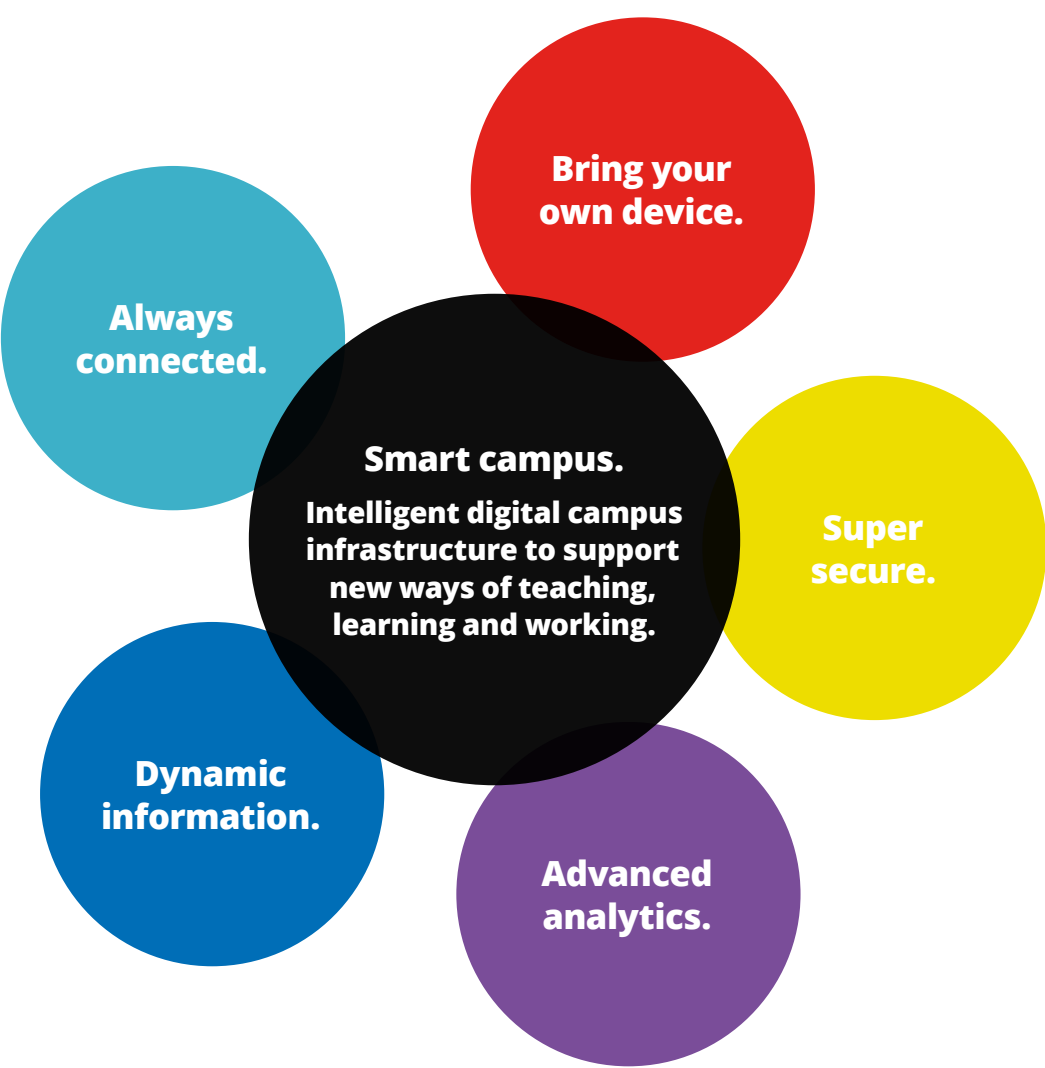 Bring your
own device.
Always
connected.
Smart campus.
Intelligent digital campus
infrastructure to support
new ways of teaching,
learning and working.
Super
secure.
Dynamic
information.
Advanced
analytics.